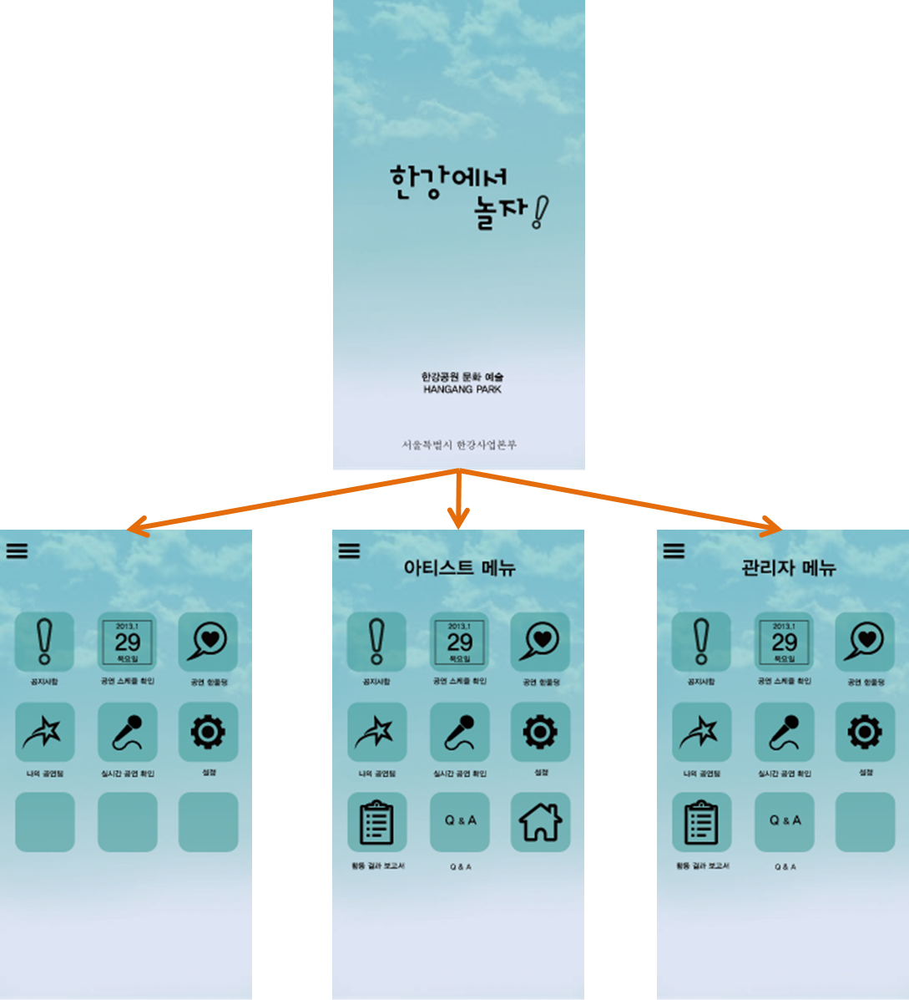 한강에서
놀자!
한강공원 문화 예술
HANGANG PARK
서울특별시 한강사업본부
2013.1
29
목요일
공지사항
공연 스케줄 확인
공연 한줄평
나의 공연팀
실시간 공연 확인
설정
아티스트 메뉴
2013.1
29
목요일
공지사항
공연 스케줄 확인
공연 한줄평
나의 공연팀
실시간 공연 확인
설정
Q & A
활동 결과 보고서
Q & A
관리자 메뉴
2013.1
29
목요일
공지사항
공연 스케줄 확인
공연 한줄평
나의 공연팀
실시간 공연 확인
설정
Q & A
활동 결과 보고서
Q & A